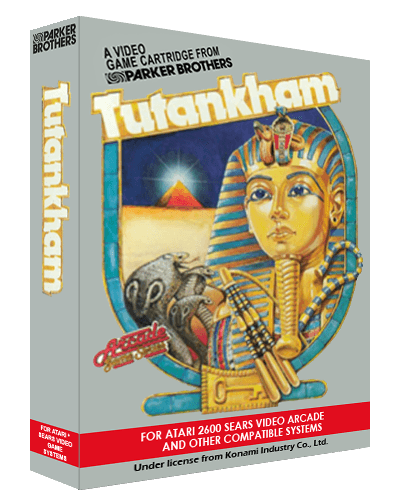 PARKER
BROTHERS
Tutankham
FOR ATARI•
SEARS VIDEO
GAME
SYSTEMS
A VIDEO
GAME CARTRIDGE FROM
PARKER BROTHERS
Tutankham
Arcade
FOR ATARI 2600 SEARS VIDEO ARCADE
AND OTHER COMPATIBLE SYSTEMS
Under license from Konami Industry Co., Ltd.